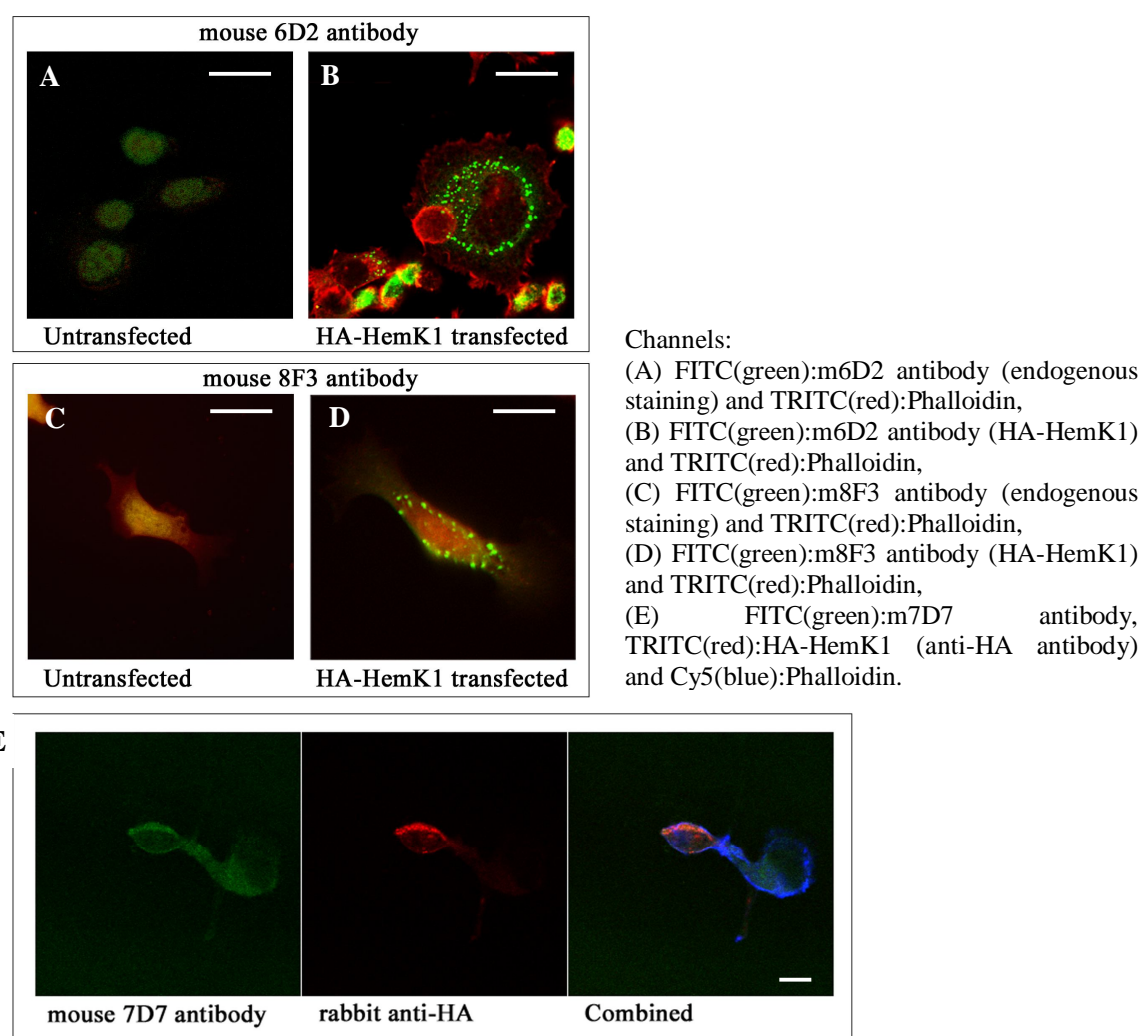 mouse 6D2 antibody
A
B
Untransfected
HA-HemK1 transfected
mouse 8F3 antibody
C
D
Untransfected
HA-HemK1 transfected
Channels:
(A) FITC(green):m6D2 antibody (endogenous
staining) and TRITC(red):Phalloidin,
(B) FITC(green):m6D2 antibody (HA-HemK1)
and TRITC(red):Phalloidin,
(C) FITC(green):m8F3 antibody (endogenous
staining) and TRITC(red):Phalloidin,
(D) FITC(green):m8F3 antibody (HA-HemK1)
and TRITC(red):Phalloidin,
(E) FITC(green):m7D7 antibody,
TRITC(red):HA-HemK1 (anti-HA antibody)
and Cy5(blue):Phalloidin.
E
mouse 7D7 antibody
rabbit anti-HA
Combined